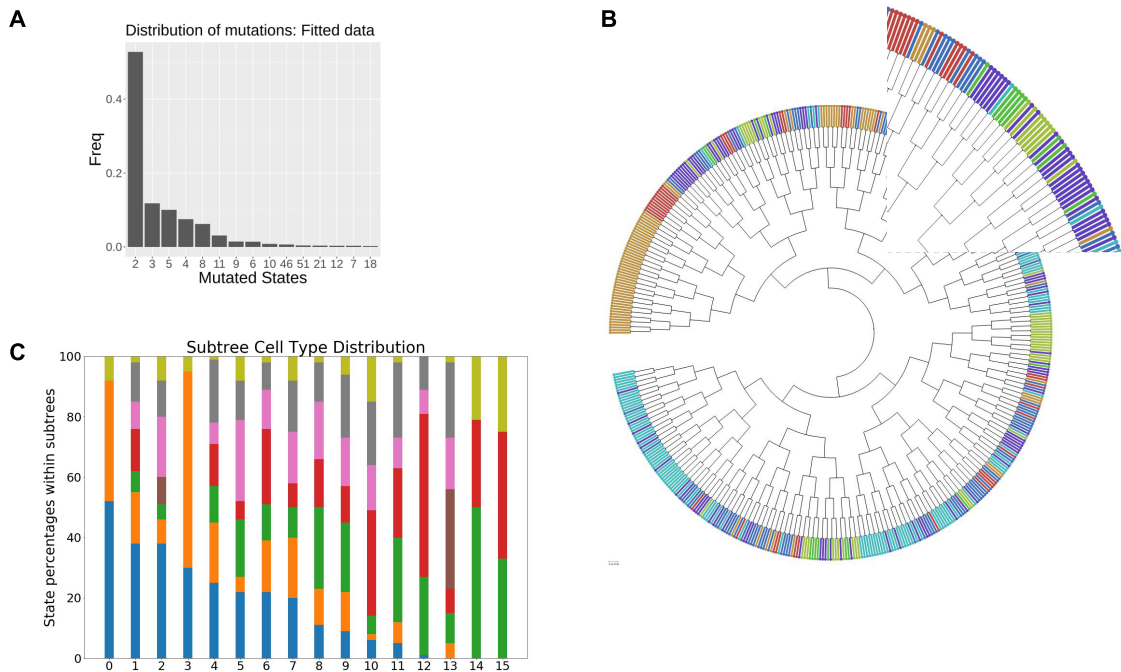 A
Distribution of mutations: Fitted data
Freq
0.4
0.2
0.0
2 3 5 4 8 11 9 6 10 46 51 21 12 7 18
Mutated States
B
C
Subtree Cell Type Distribution
State percentages within subtrees
100
80
60
40
20
0
0 1 2 3 4 5 6 7 8 9 10 11 12 13 14 15